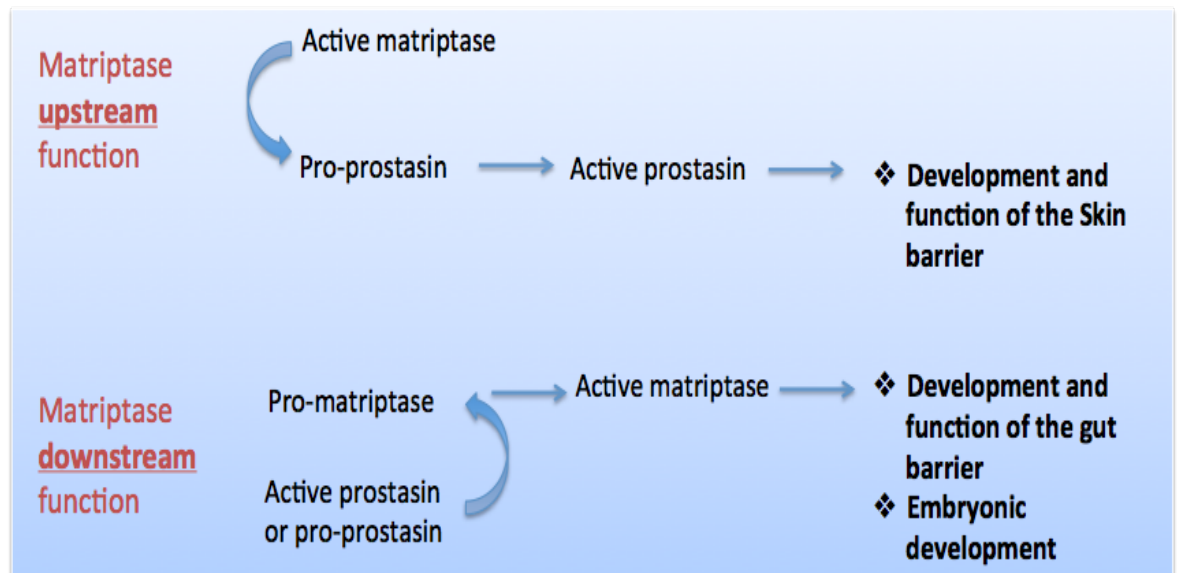 Matriptase
upstream
function
Active matriptase
Pro-prostasin
Active prostasin
❖ Development and
function of the Skin
barrier
Matriptase
downstream
function
Pro-matriptase
Active prostasin
or pro-prostasin
Active matriptase
❖ Development and
function of the gut
barrier
❖ Embryonic
development